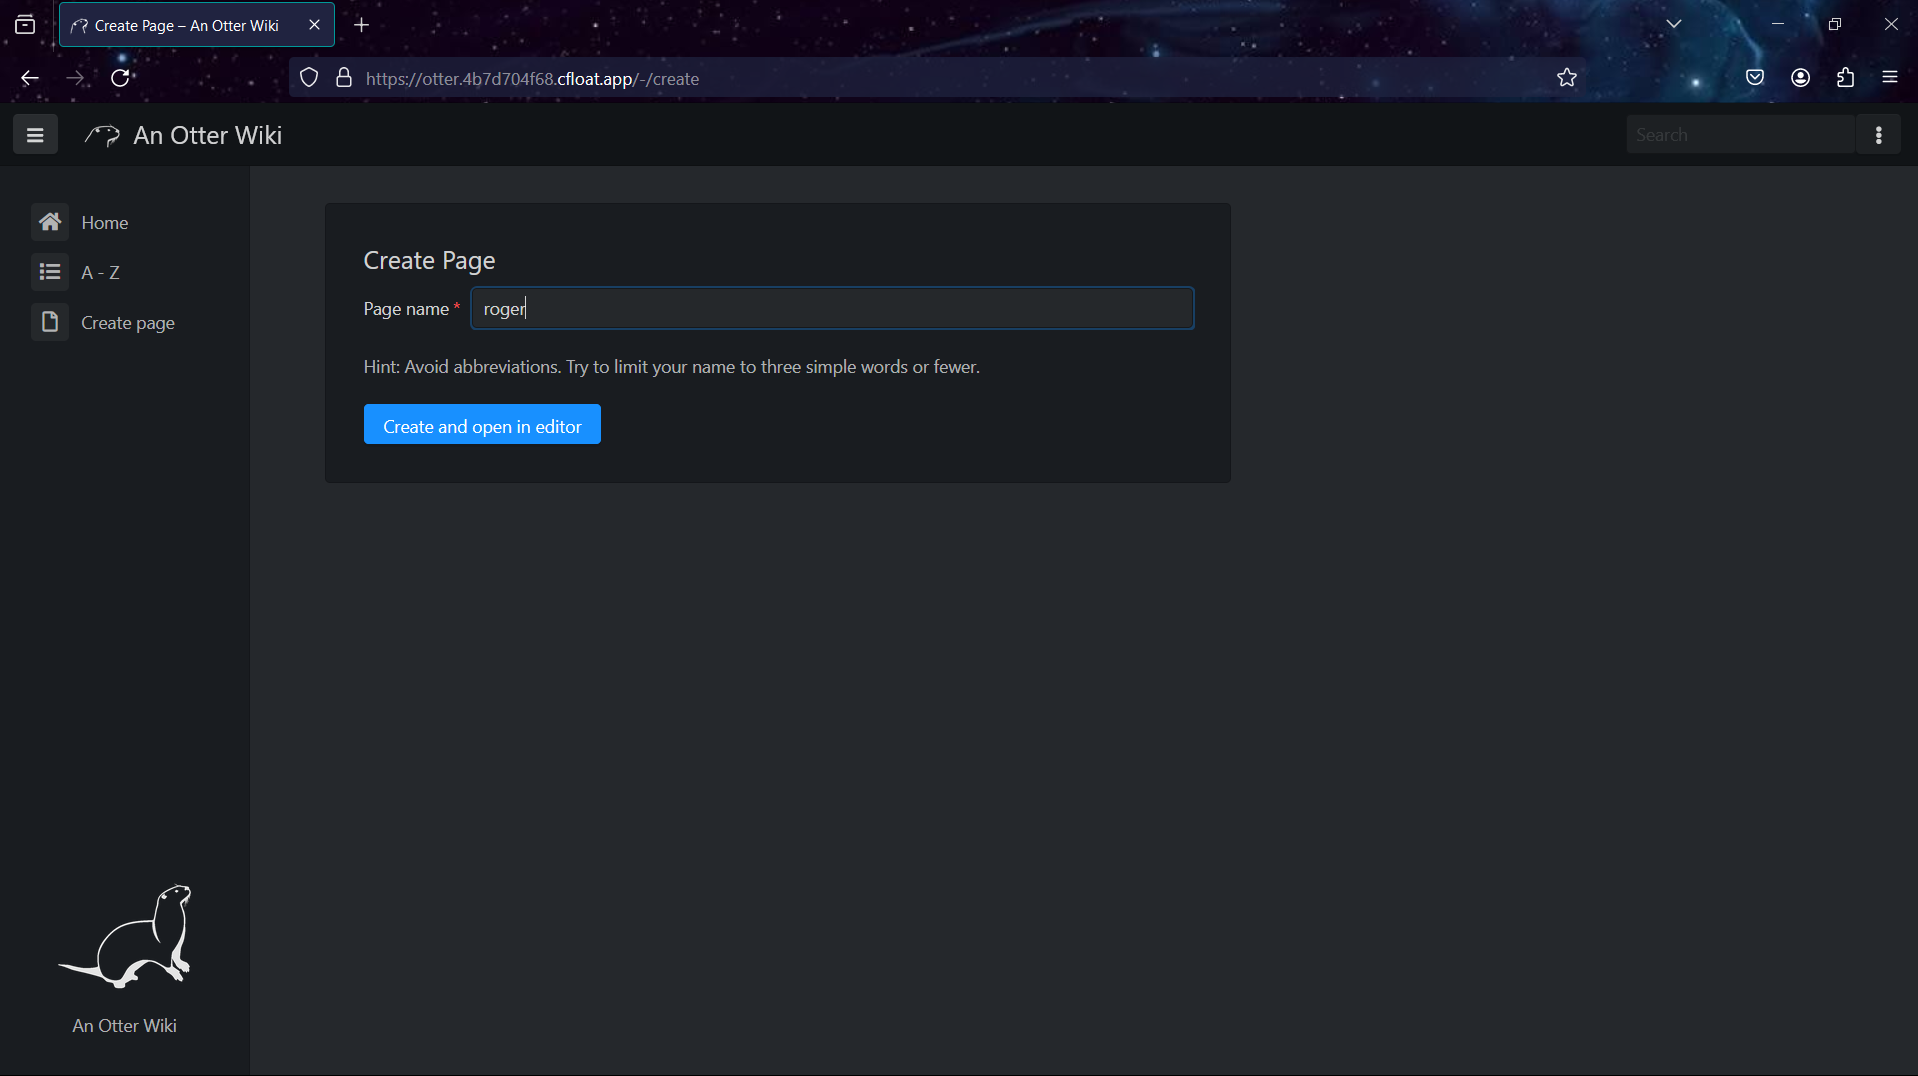 Create Page – An Otter Wiki
https://otter.4b7d704f68.cfloat.app/-/create
An Otter Wiki
Search
Home
A - Z
Create page
Create Page
Page name * roger
Hint: Avoid abbreviations. Try to limit your name to three simple words or fewer.
Create and open in editor
An Otter Wiki